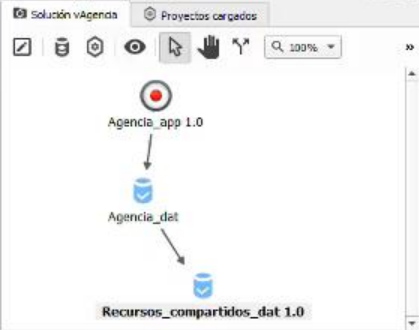 Solución vAgencia
Proyectos cargados
100%
»
Agencia_app 1.0
Agencia_dat
Recursos_compartidos_dat 1.0